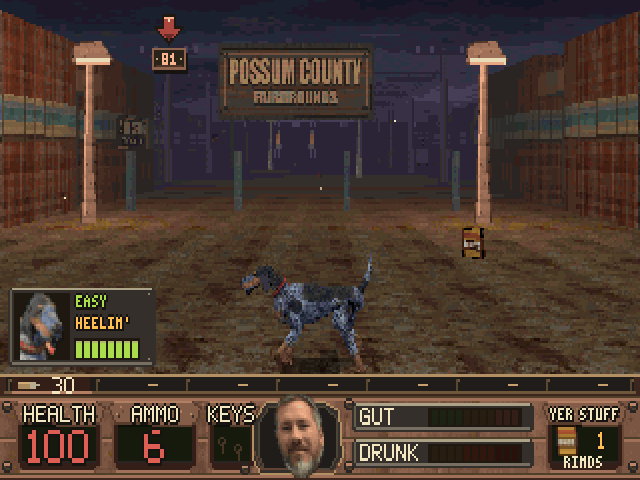 81
POSSUM COUNTY
FAIRGROUNDS
EASY
HEELIN'
30
HEALTH
AMMO
KEYS
GUT
YER STUFF
100
6
1
DRUNK
RINDS